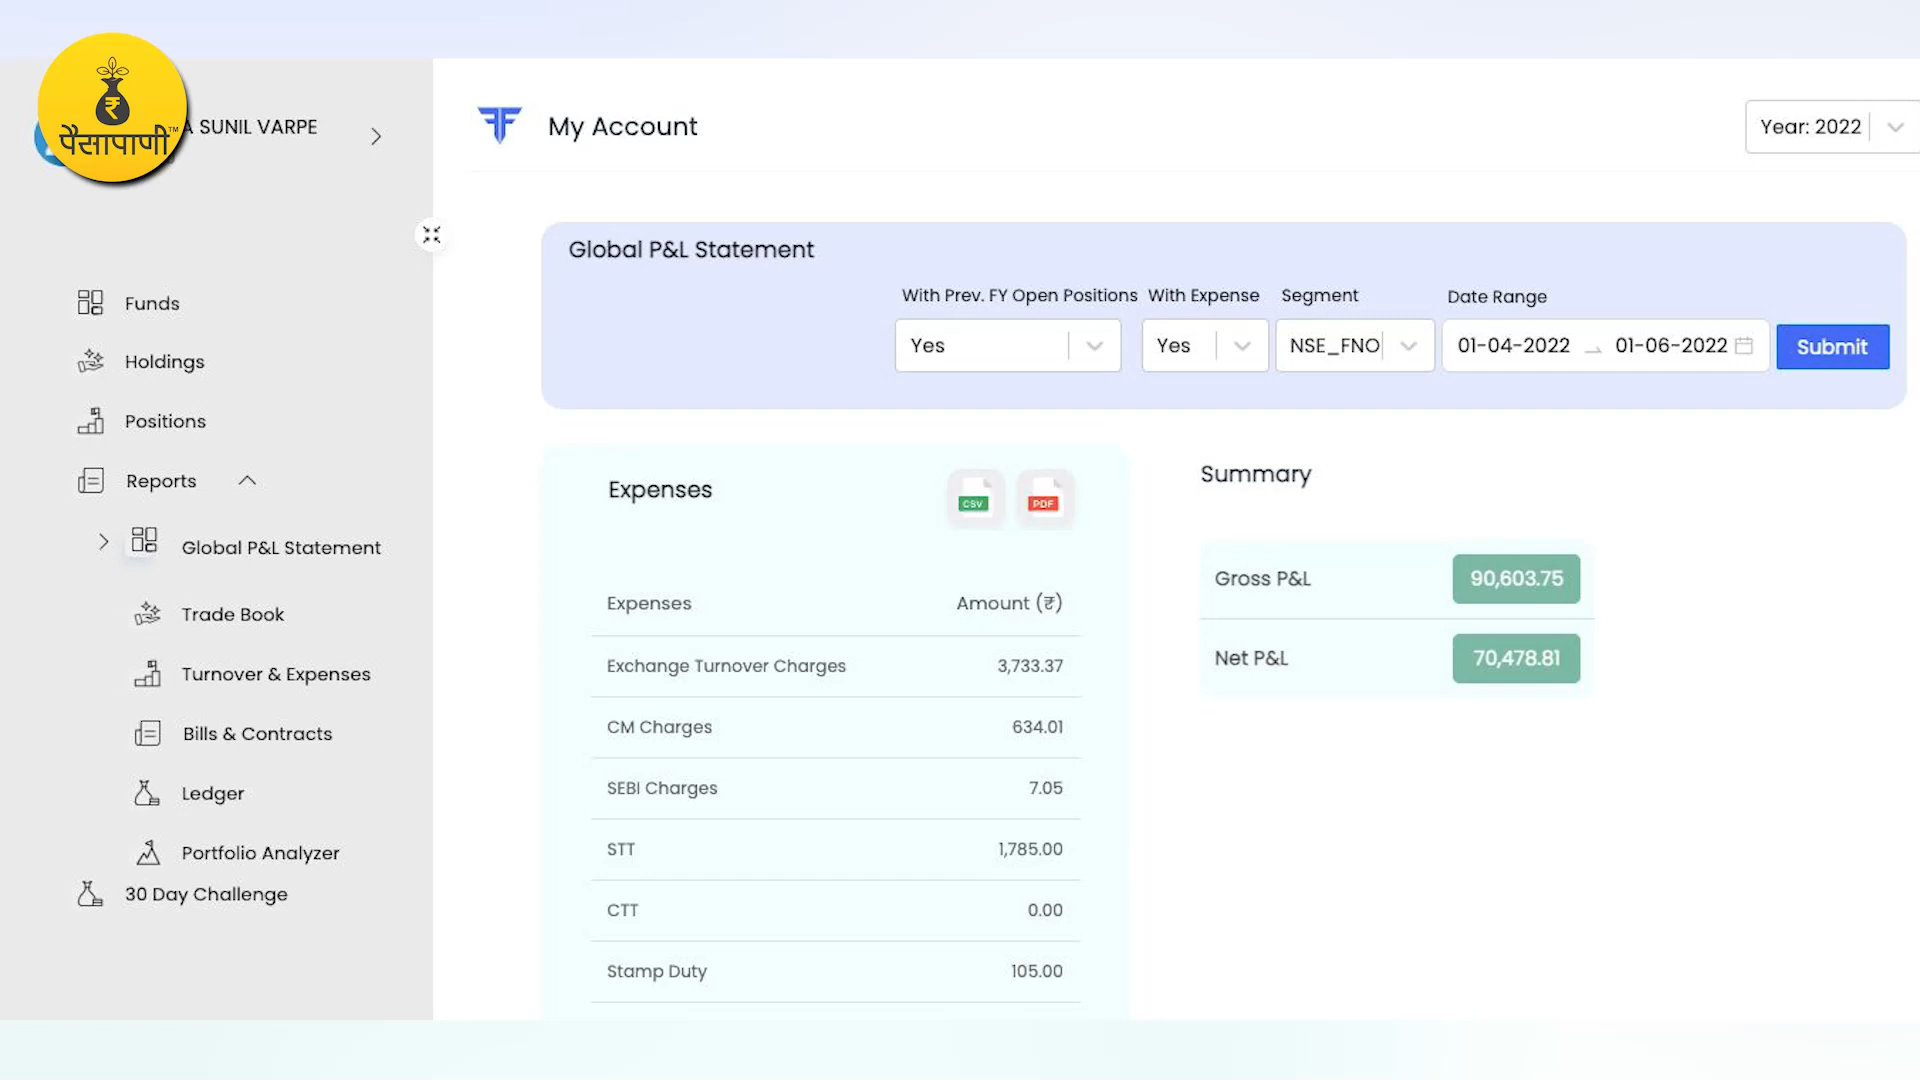 पैसापाणी™
A SUNIL VARPE
My Account
Year: 2022
Global P&L Statement
With Prev. FY Open Positions With Expense Segment Date Range
Yes Yes NSE_FNO 01-04-2022 01-06-2022 Submit
Funds
Holdings
Positions
Reports
Global P&L Statement
Trade Book
Turnover & Expenses
Bills & Contracts
Ledger
Portfolio Analyzer
30 Day Challenge
Expenses
CSV PDF
Expenses Amount (₹)
Exchange Turnover Charges 3,733.37
CM Charges 634.01
SEBI Charges 7.05
STT 1,785.00
CTT 0.00
Stamp Duty 105.00
Summary
Gross P&L 90,603.75
Net P&L 70,478.81